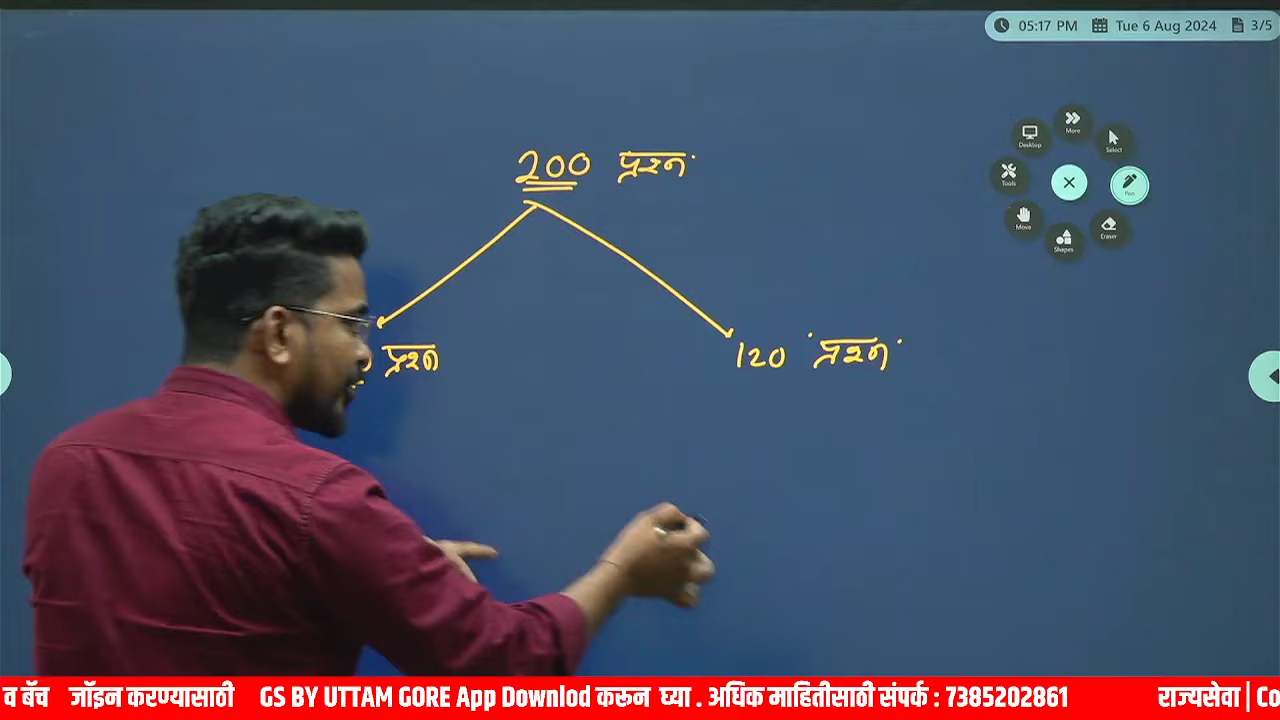 05:17 PM Tue 6 Aug 2024 3/5
More
Desktop
Select
Tools
Pen
Move
Eraser
Shapes
200 प्रश्न
0 प्रश्न
120 प्रश्न
व बॅच जॉइन करण्यासाठी GS BY UTTAM GORE App Downlod करून घ्या . अधिक माहितीसाठी संपर्क : 7385202861 राज्यसेवा | Co